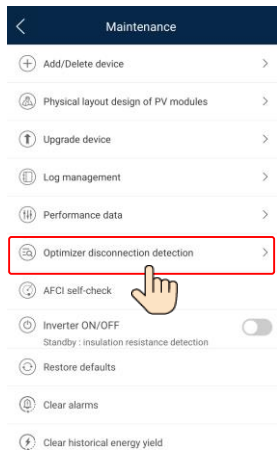 Maintenance
Add/Delete device
Physical layout design of PV modules
Upgrade device
Log management
Performance data
Optimizer disconnection detection
AFCI self-check
Inverter ON/OFF
Standby : insulation resistance detection
Restore defaults
Clear alarms
Clear historical energy yield